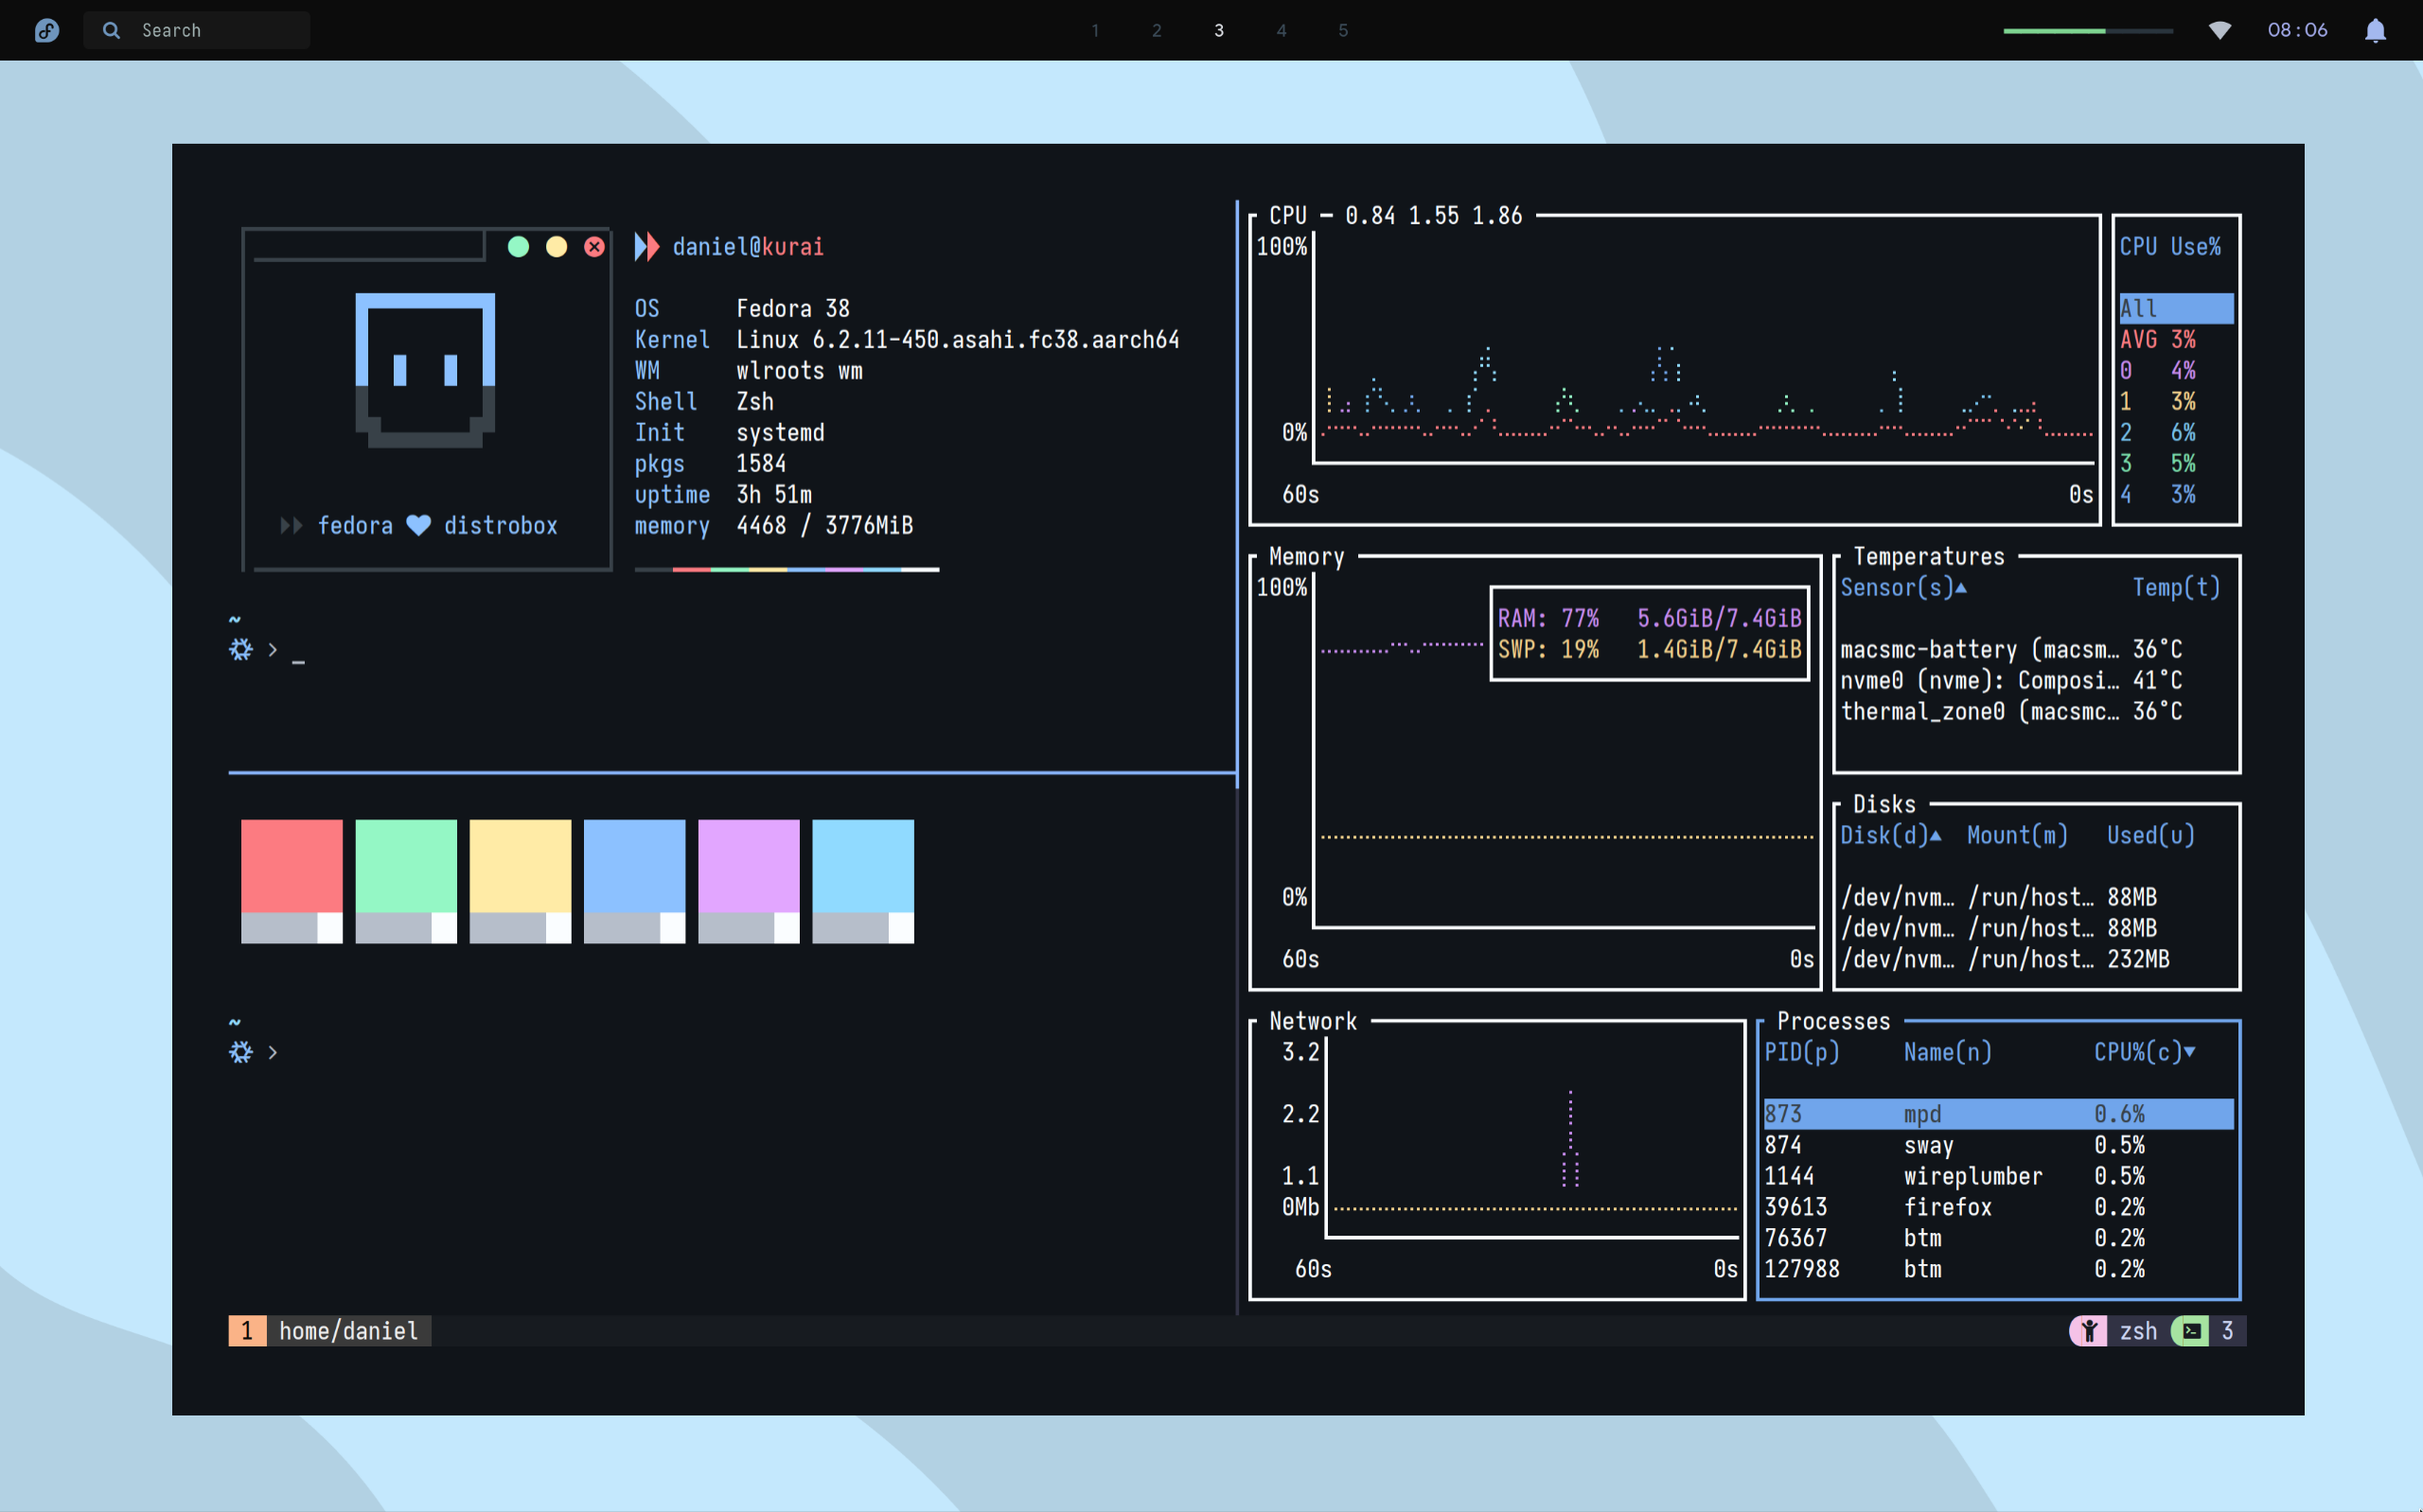 Search 1 2 3 4 5 08:06
daniel@kurai
OS Fedora 38
Kernel Linux 6.2.11-450.asahi.fc38.aarch64
WM wlroots wm
Shell Zsh
Init systemd
pkgs 1584
uptime 3h 51m
memory 4468 / 3776MiB
fedora distrobox
~
> _
~
>
CPU — 0.84 1.55 1.86
100%
0%
60s 0s
CPU Use%
All
AVG 3%
0 4%
1 3%
2 6%
3 5%
4 3%
Memory
100%
RAM: 77% 5.6GiB/7.4GiB
SWP: 19% 1.4GiB/7.4GiB
0%
60s 0s
Temperatures
Sensor(s)▲ Temp(t)
macsmc-battery (macsm… 36°C
nvme0 (nvme): Composi… 41°C
thermal_zone0 (macsmc… 36°C
Disks
Disk(d)▲ Mount(m) Used(u)
/dev/nvm… /run/host… 88MB
/dev/nvm… /run/host… 88MB
/dev/nvm… /run/host… 232MB
Network
3.2
2.2
1.1
0Mb
60s 0s
Processes
PID(p) Name(n) CPU%(c)▼
873 mpd 0.6%
874 sway 0.5%
1144 wireplumber 0.5%
39613 firefox 0.2%
76367 btm 0.2%
127988 btm 0.2%
1 home/daniel zsh 3